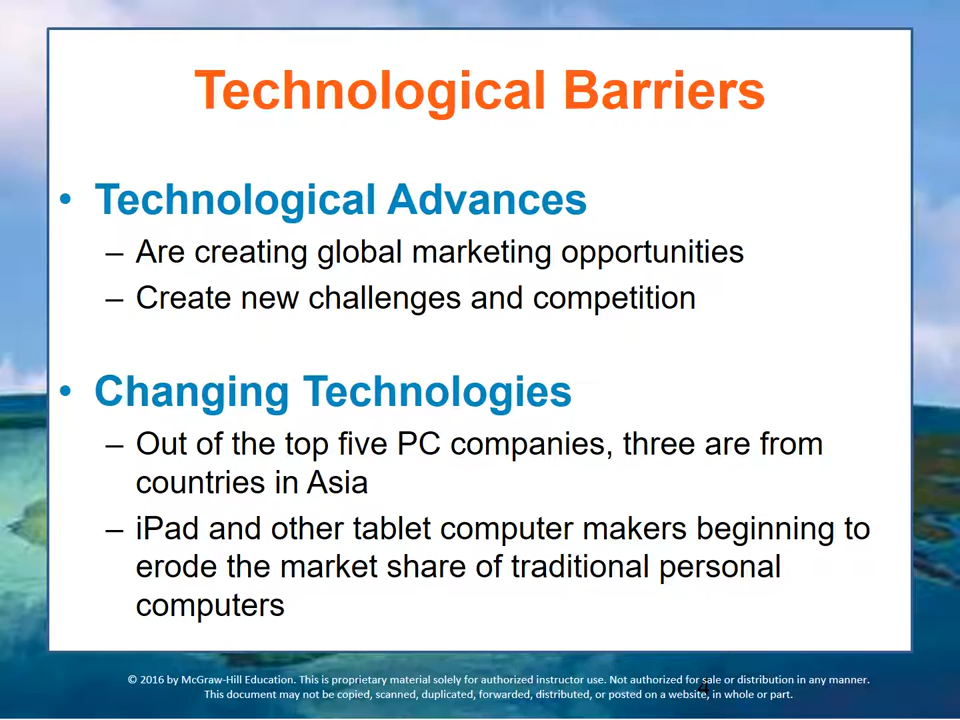 Technological Barriers
• Technological Advances
– Are creating global marketing opportunities
– Create new challenges and competition
• Changing Technologies
– Out of the top five PC companies, three are from
countries in Asia
– iPad and other tablet computer makers beginning to
erode the market share of traditional personal
computers
© 2016 by McGraw-Hill Education. This is proprietary material solely for authorized instructor use. Not authorized for sale or distribution in any manner.
This document may not be copied, scanned, duplicated, forwarded, distributed, or posted on a website, in whole or part.
4